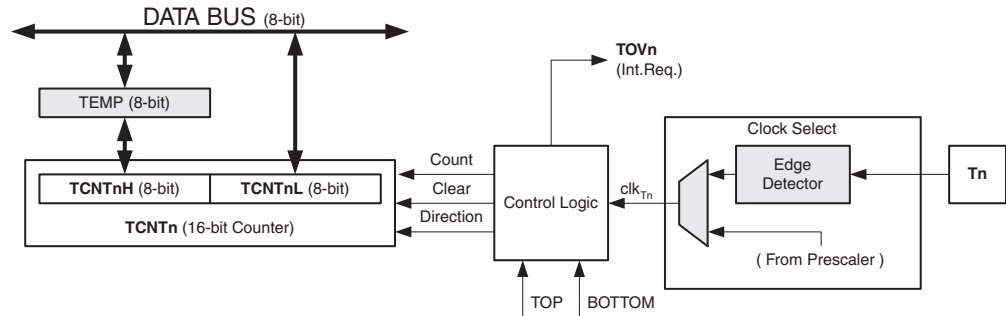 DATA BUS (8-bit)
TEMP (8-bit)
TCNTnH (8-bit)
TCNTnL (8-bit)
TCNTn (16-bit Counter)
Count
Clear
Direction
Control Logic
TOVn
(Int.Req.)
TOP
BOTTOM
clkTn
Clock Select
Edge
Detector
( From Prescaler )
Tn